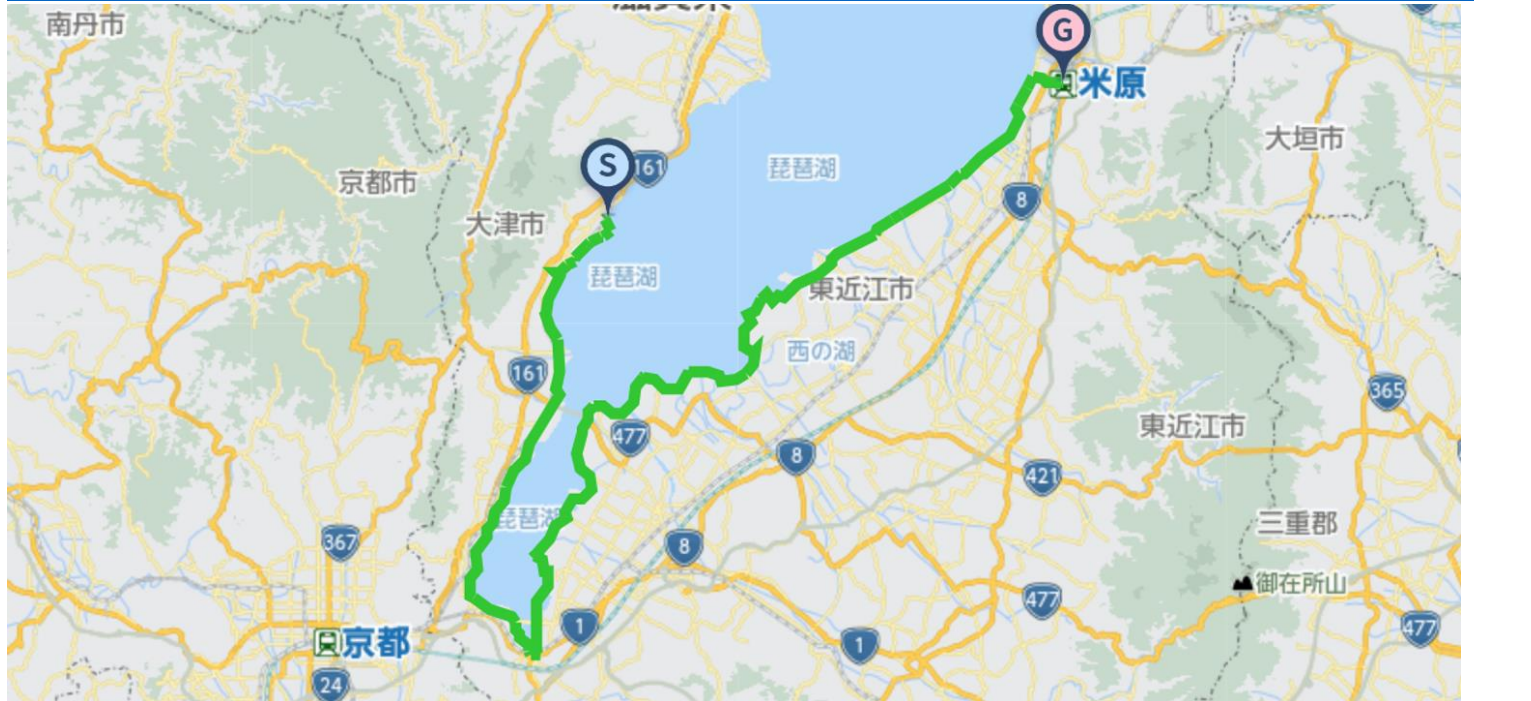 南丹市
G
米原
大垣市
S
161
琵琶湖
京都市
8
大津市
琵琶湖
東近江市
西の湖
161
365
東近江市
477
8
421
琵琶湖
三重郡
367
8
御在所山
477
1
477
京都
1
24